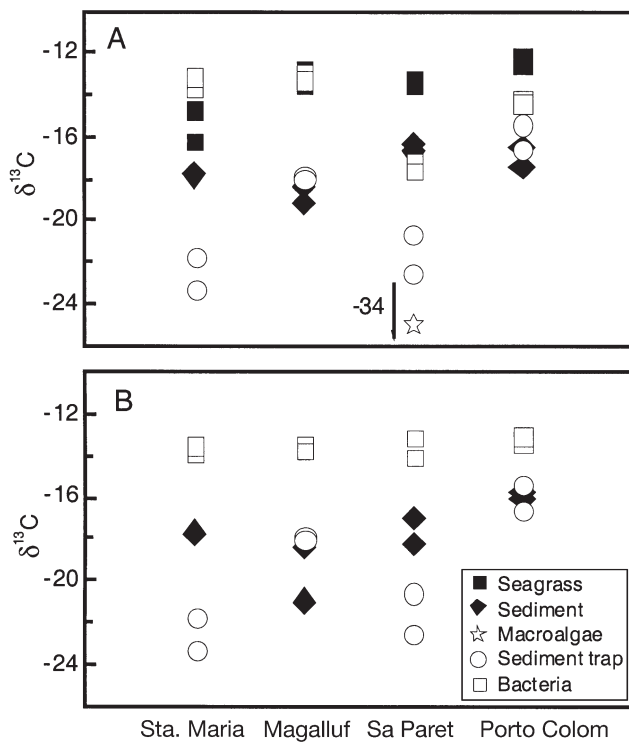 A
-12
-16
-20
-24
δ13C
-34
B
-12
-16
-20
-24
δ13C
Seagrass
Sediment
Macroalgae
Sediment trap
Bacteria
Sta. Maria Magalluf Sa Paret Porto Colom